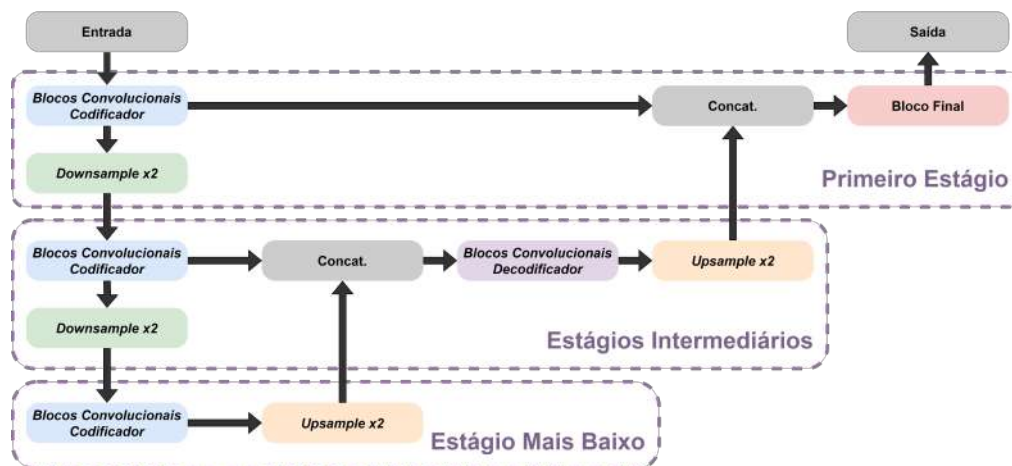 Entrada
Saída
Blocos Convolucionais
Codificador
Concat.
Bloco Final
Downsample x2
Primeiro Estágio
Blocos Convolucionais
Codificador
Concat.
Blocos Convolucionais
Decodificador
Upsample x2
Downsample x2
Estágios Intermediários
Blocos Convolucionais
Codificador
Upsample x2
Estágio Mais Baixo